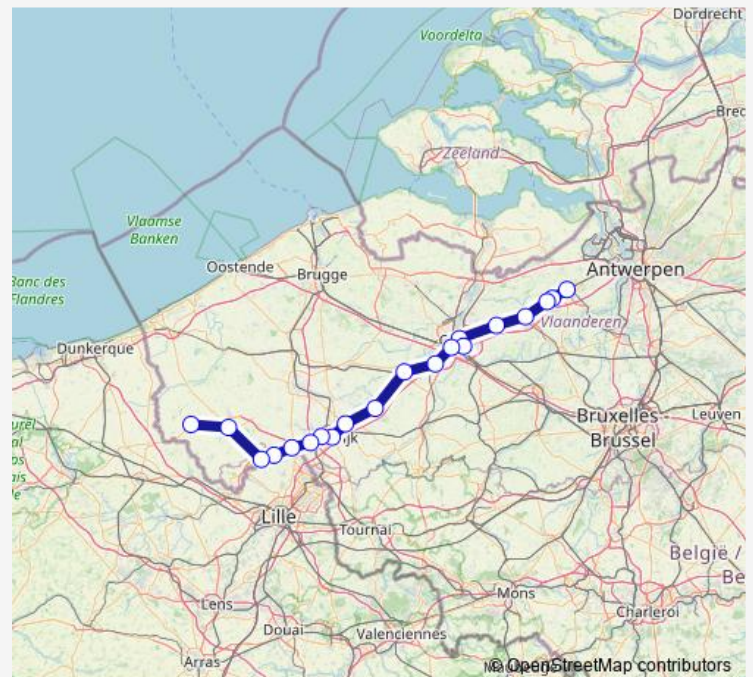 Dordrecht
Voordelta
Zeeland
Vlaamse
Banken
Oostende
Brugge
Antwerpen
Banc des
Flandres
Dunkerque
Vlaanderen
Bruxelles
Brussel
Leuven
Lille
Tournai
België /
Mons
Lens
Charleroi
Douai
Valenciennes
Arras
© OpenStreetMap contributors